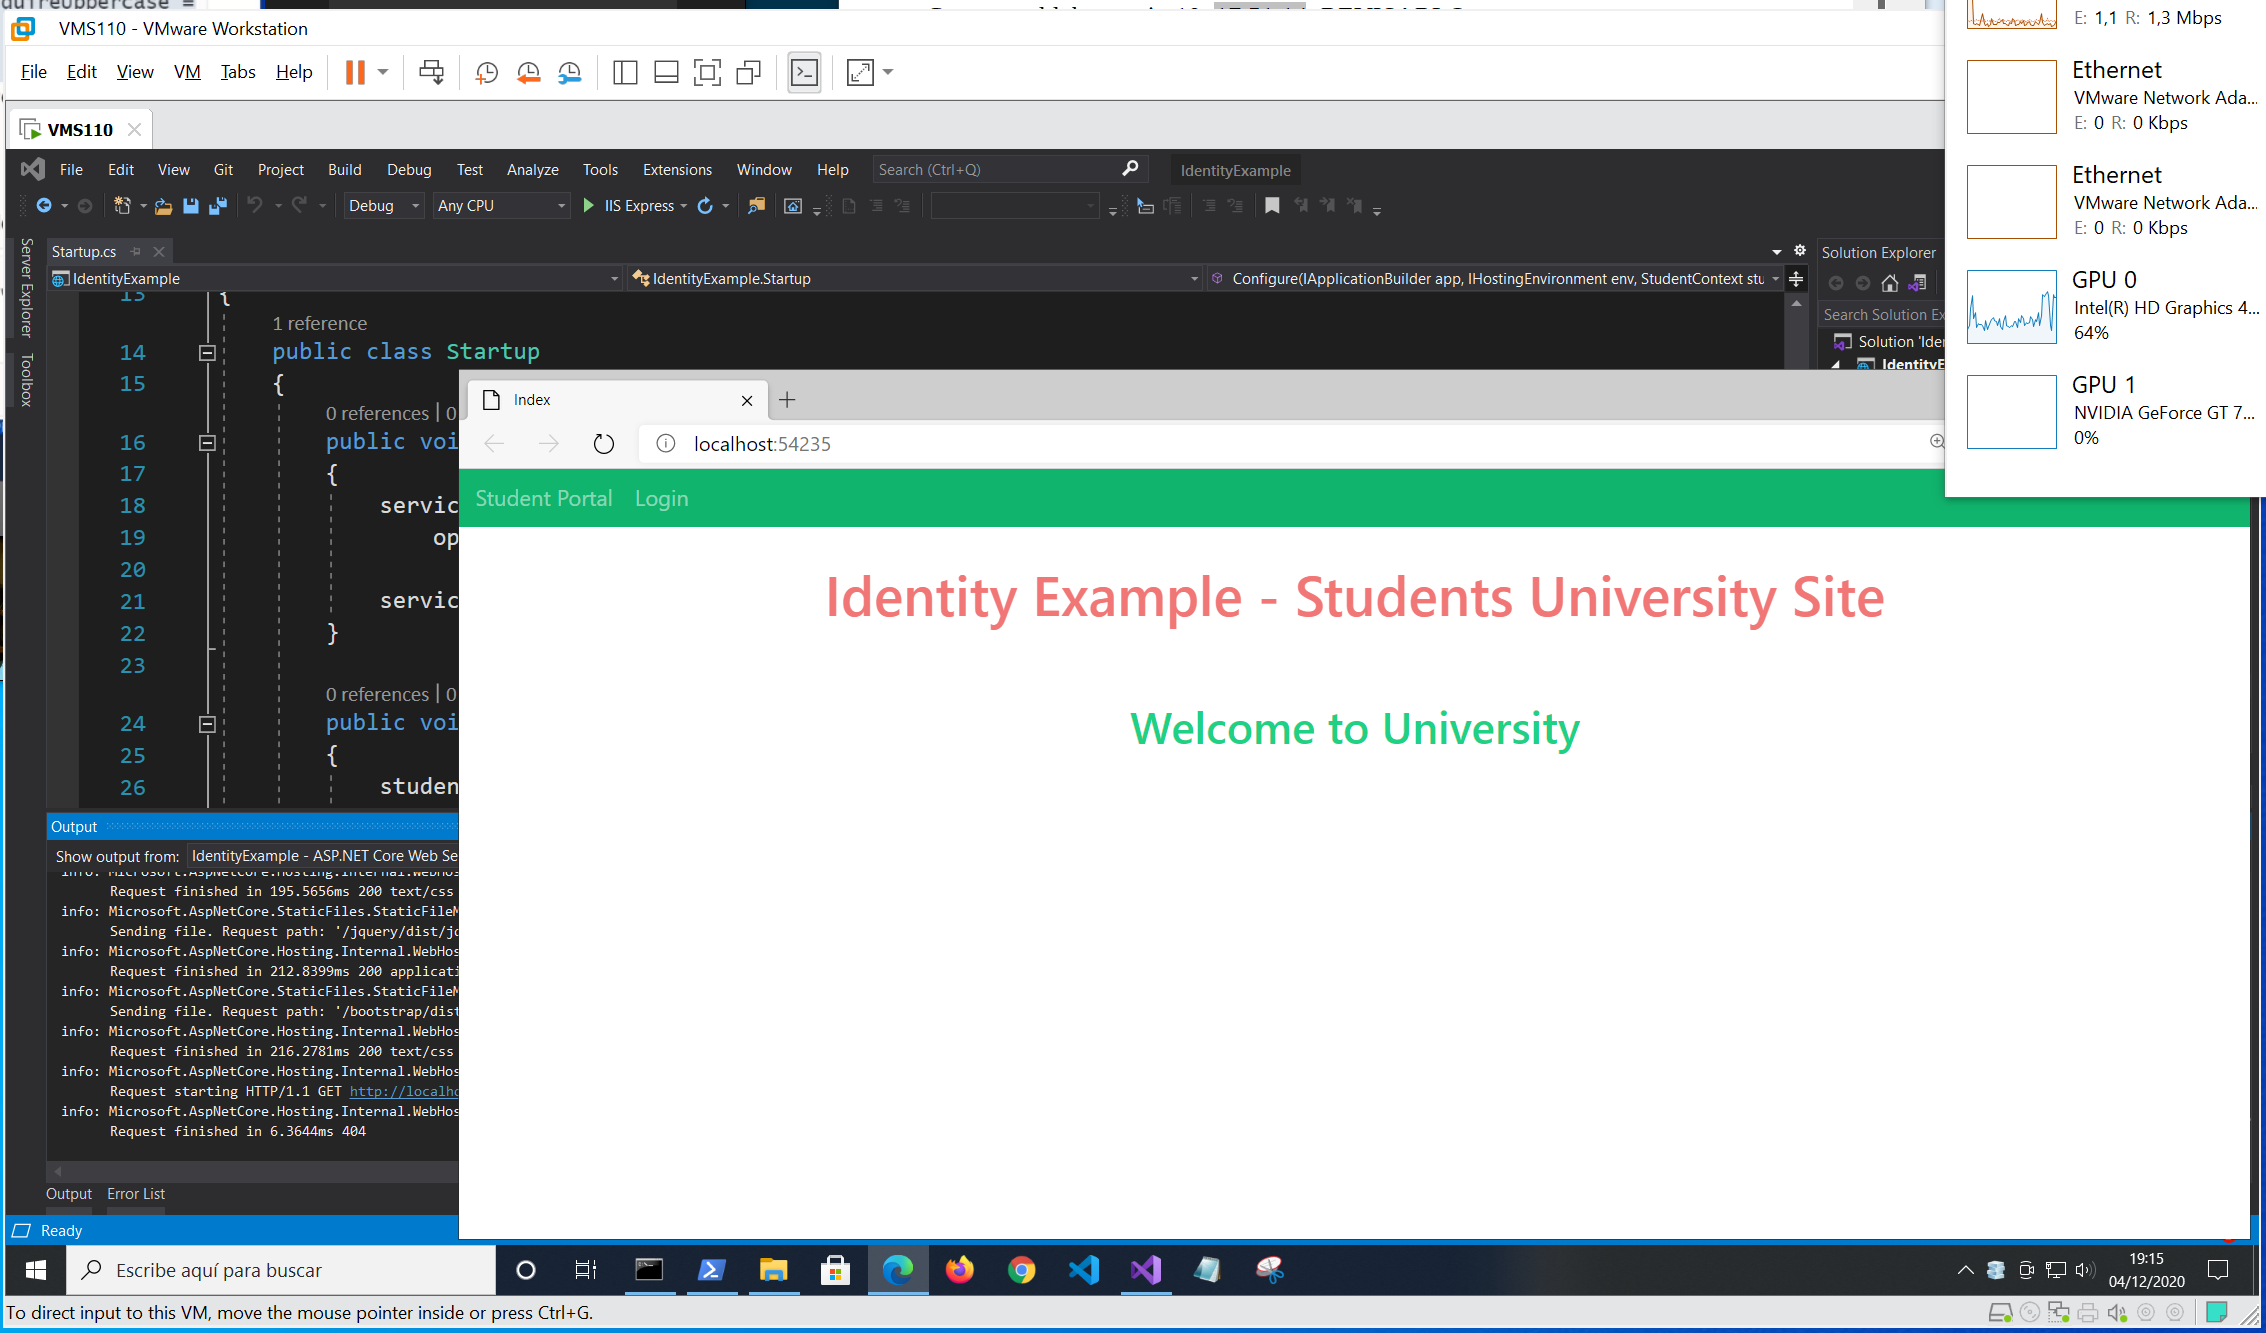 VMS110 - VMware Workstation
File Edit View VM Tabs Help
VMS110
File Edit View Git Project Build Debug Test Analyze Tools Extensions Window Help Search (Ctrl+Q) IdentityExample
Debug Any CPU IIS Express
Server Explorer
Toolbox
Startup.cs
IdentityExample IdentityExample.Startup Configure(IApplicationBuilder app, IHostingEnvironment env, StudentContext stu
13 {
1 reference
14 public class Startup
15 {
0 references | 0
16 public voi
17 {
18 servic
19 op
20
21 servic
22 }
23
0 references | 0
24 public voi
25 {
26 studen
Solution Explorer
Search Solution Ex
Solution 'Iden
IdentityE
Index
localhost:54235
Student Portal Login
Identity Example - Students University Site
Welcome to University
Output
Show output from: IdentityExample - ASP.NET Core Web Se
info: Microsoft.AspNetCore.Hosting.Internal.WebHos
Request finished in 195.5656ms 200 text/css
info: Microsoft.AspNetCore.StaticFiles.StaticFileM
Sending file. Request path: '/jquery/dist/jq
info: Microsoft.AspNetCore.Hosting.Internal.WebHos
Request finished in 212.8399ms 200 applicati
info: Microsoft.AspNetCore.StaticFiles.StaticFileM
Sending file. Request path: '/bootstrap/dist
info: Microsoft.AspNetCore.Hosting.Internal.WebHos
Request finished in 216.2781ms 200 text/css
info: Microsoft.AspNetCore.Hosting.Internal.WebHos
Request starting HTTP/1.1 GET http://localho
info: Microsoft.AspNetCore.Hosting.Internal.WebHos
Request finished in 6.3644ms 404
Output Error List
Ready
E: 1,1 R: 1,3 Mbps
Ethernet
VMware Network Ada...
E: 0 R: 0 Kbps
Ethernet
VMware Network Ada...
E: 0 R: 0 Kbps
GPU 0
Intel(R) HD Graphics 4...
64%
GPU 1
NVIDIA GeForce GT 7...
0%
Escribe aquí para buscar
19:15
04/12/2020
To direct input to this VM, move the mouse pointer inside or press Ctrl+G.